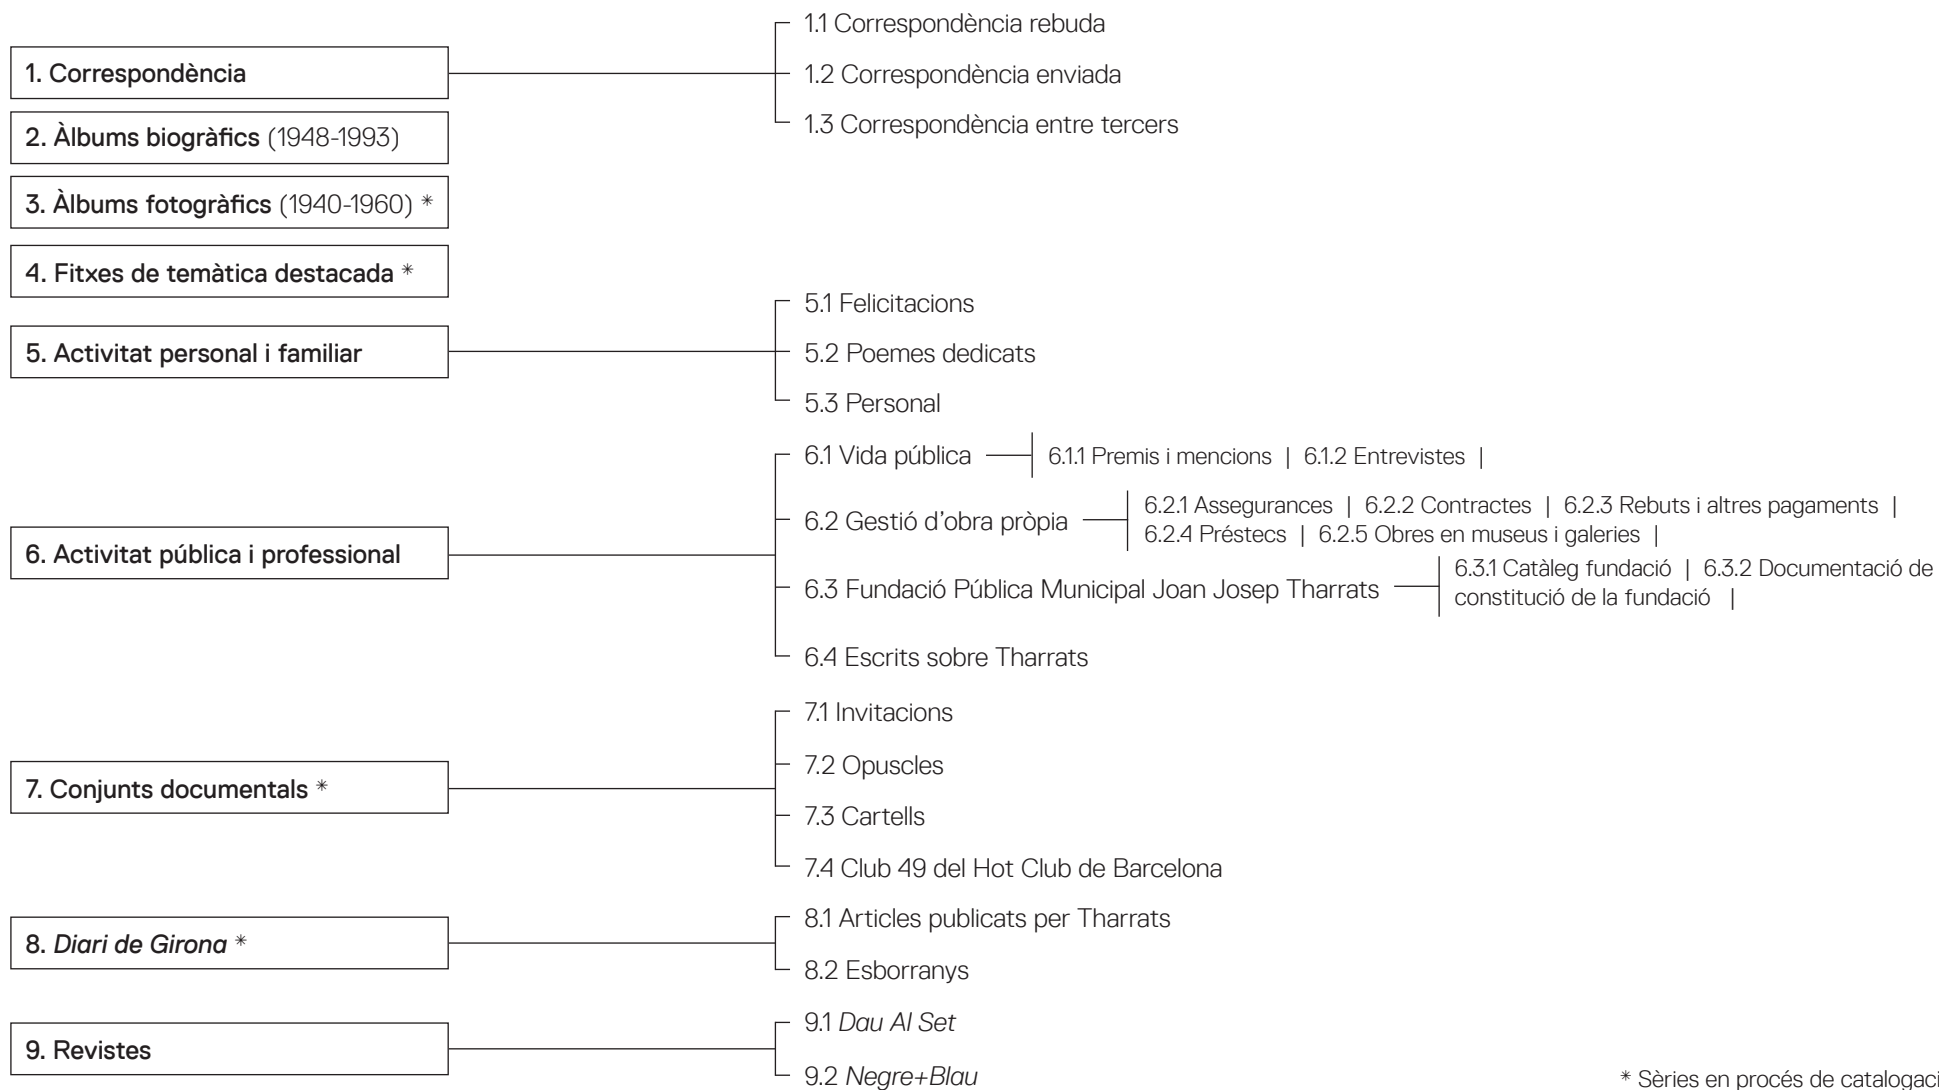 1. Correspondència
1.1 Correspondència rebuda
1.2 Correspondència enviada
1.3 Correspondència entre tercers
2. Àlbums biogràfics (1948-1993)
3. Àlbums fotogràfics (1940-1960) *
4. Fitxes de temàtica destacada *
5. Activitat personal i familiar
5.1 Felicitacions
5.2 Poemes dedicats
5.3 Personal
6. Activitat pública i professional
6.1 Vida pública
6.1.1 Premis i mencions | 6.1.2 Entrevistes |
6.2 Gestió d’obra pròpia
6.2.1 Assegurances | 6.2.2 Contractes | 6.2.3 Rebuts i altres pagaments |
6.2.4 Préstecs | 6.2.5 Obres en museus i galeries |
6.3 Fundació Pública Municipal Joan Josep Tharrats
6.3.1 Catàleg fundació | 6.3.2 Documentació de
constitució de la fundació |
6.4 Escrits sobre Tharrats
7. Conjunts documentals *
7.1 Invitacions
7.2 Opuscles
7.3 Cartells
7.4 Club 49 del Hot Club de Barcelona
8. Diari de Girona *
8.1 Articles publicats per Tharrats
8.2 Esborranys
9. Revistes
9.1 Dau Al Set
9.2 Negre+Blau
* Sèries en procés de catalogaci